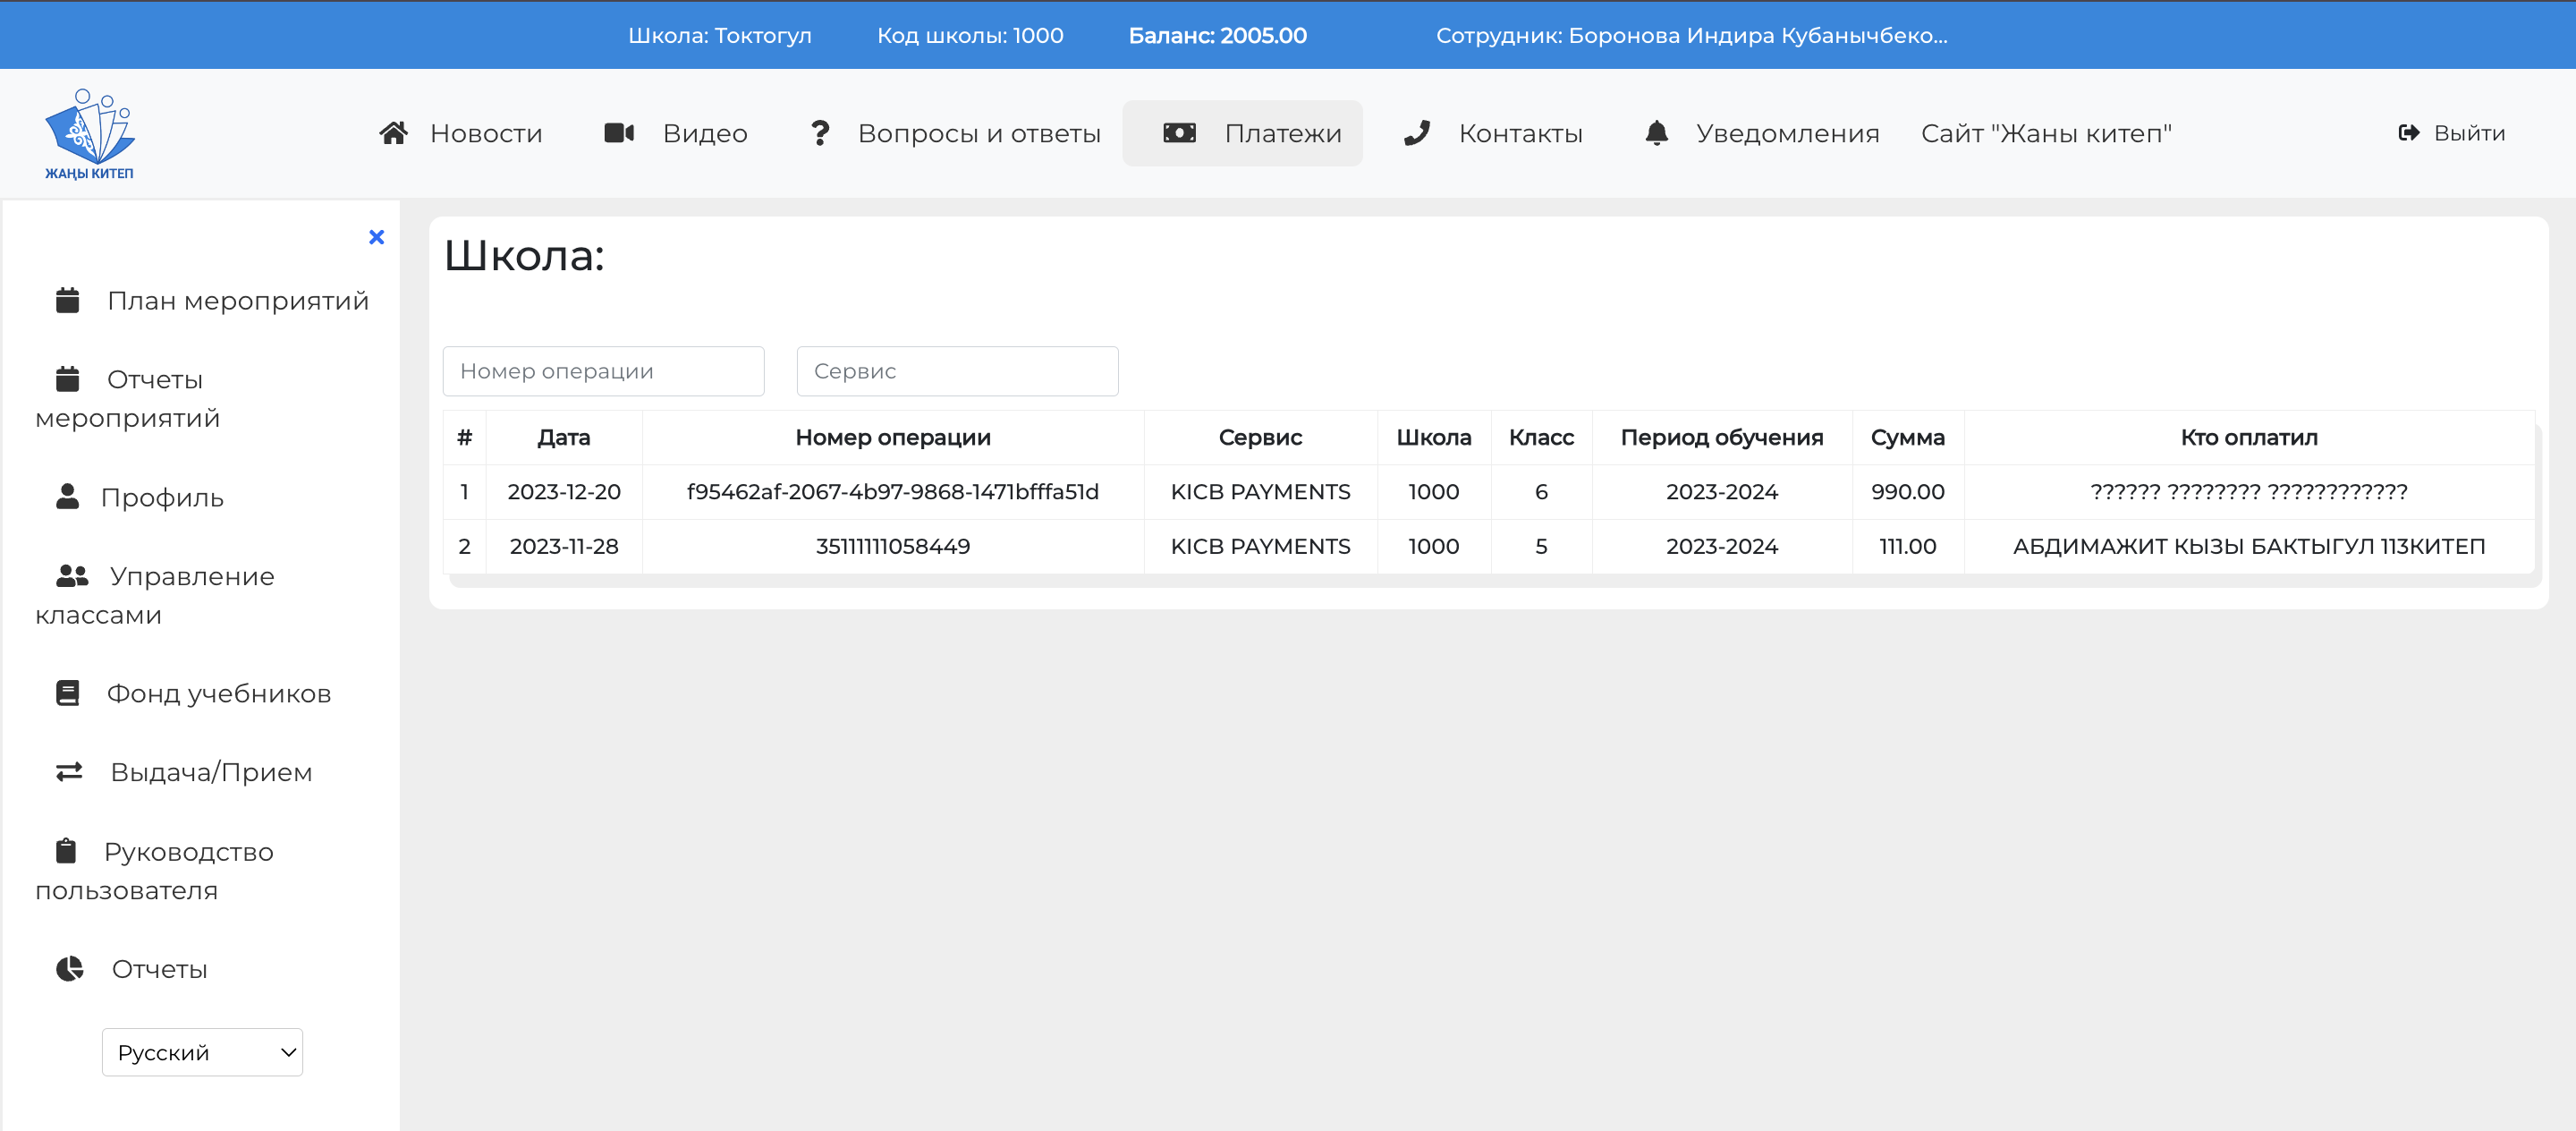 Школа: Токтогул Код школы: 1000 Баланс: 2005.00 Сотрудник: Боронова Индира Кубанычбеко...
ЖАҢЫ КИТЕП
Новости Видео Вопросы и ответы Платежи Контакты Уведомления Сайт "Жаны китеп" Выйти
План мероприятий
Отчеты
мероприятий
Профиль
Управление
классами
Фонд учебников
Выдача/Прием
Руководство
пользователя
Отчеты
Русский
Школа:
Номер операции Сервис
# Дата Номер операции Сервис Школа Класс Период обучения Сумма Кто оплатил
1 2023-12-20 f95462af-2067-4b97-9868-1471bfffa51d KICB PAYMENTS 1000 6 2023-2024 990.00 ?????? ???????? ????????????
2 2023-11-28 35111111058449 KICB PAYMENTS 1000 5 2023-2024 111.00 АБДИМАЖИТ КЫЗЫ БАКТЫГУЛ 113КИТЕП